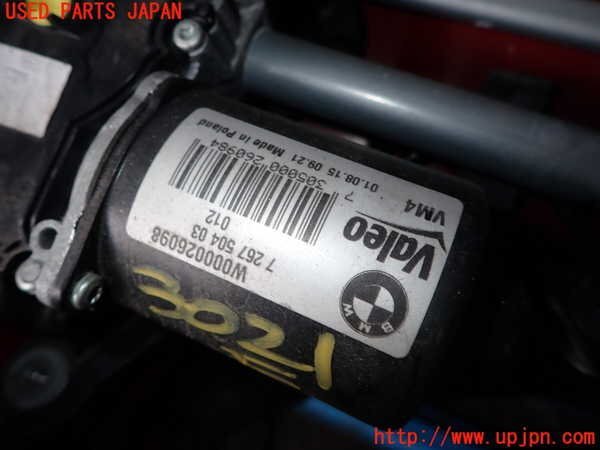 USED PARTS JAPAN
01.08.15 09.21 Made in Poland
7 305000 260984
VM4
Valeo
012
7 267 504 03
W000026098
BMW
3021
http://www.upjpn.com